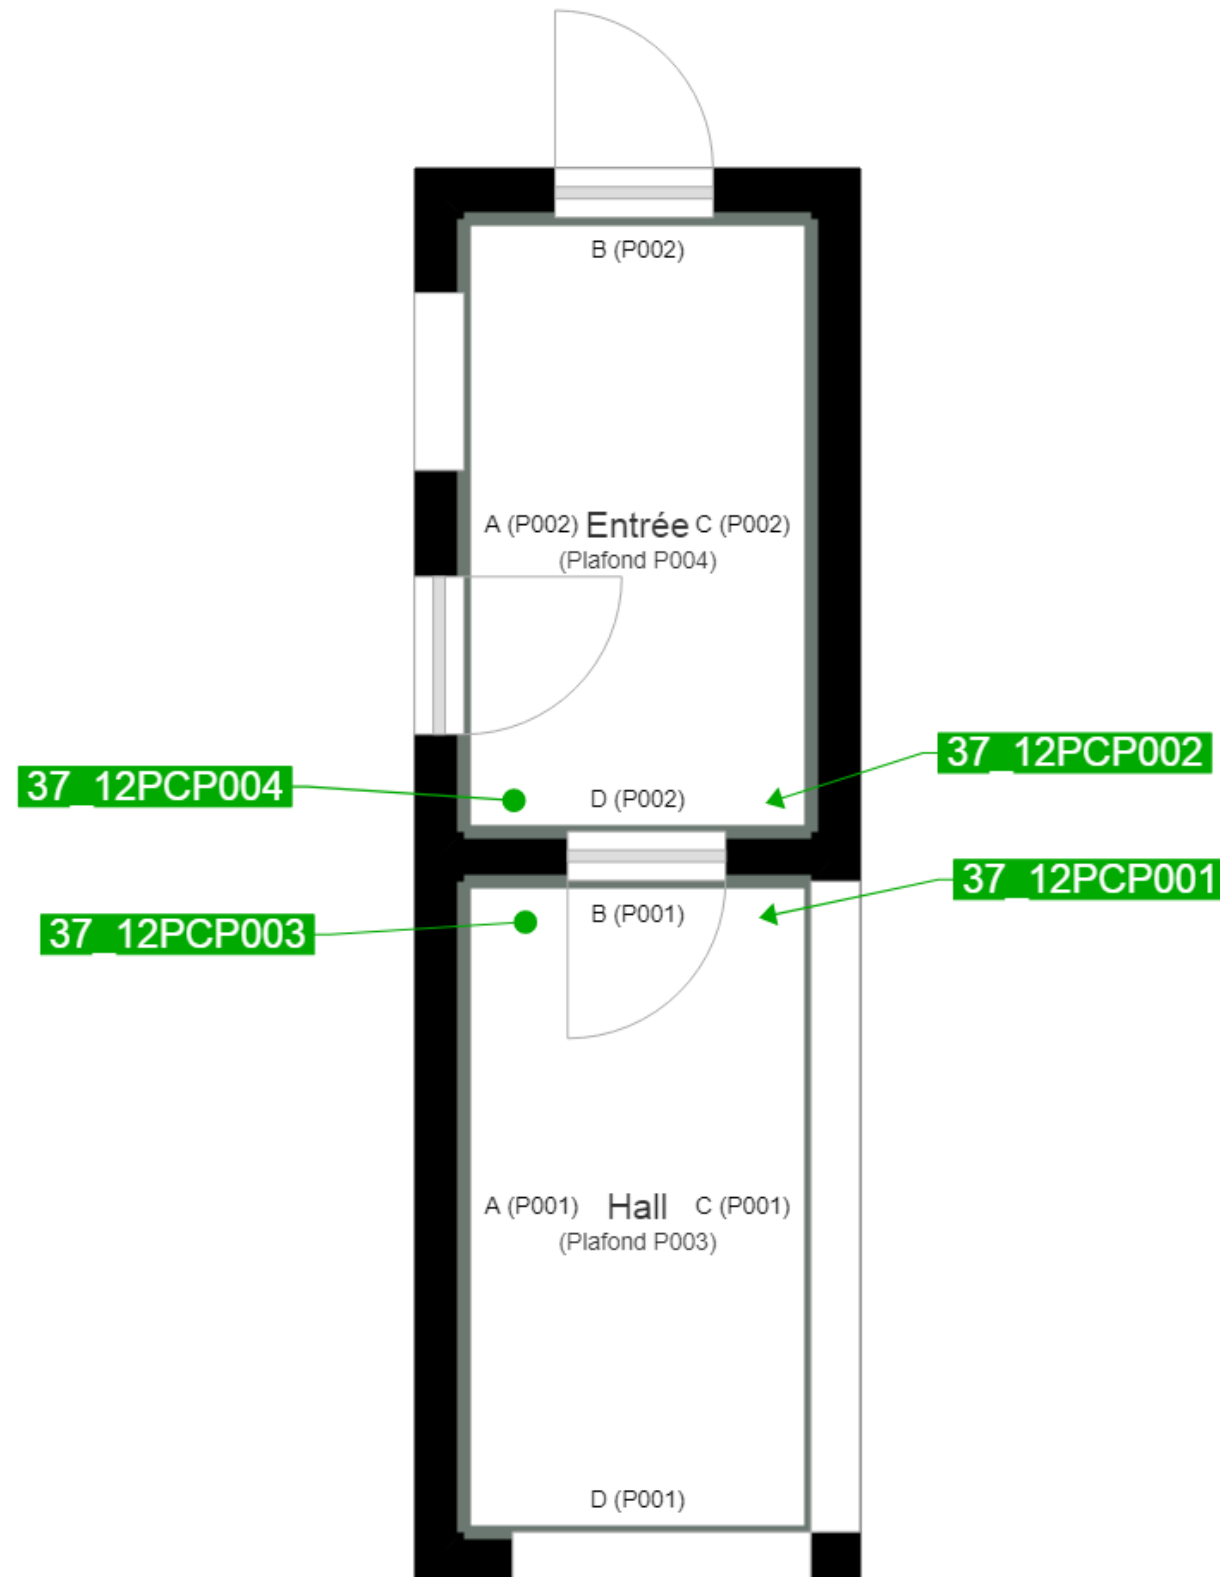 B (P002)
A (P002) Entrée C (P002)
(Plafond P004)
37_12PCP002
37_12PCP004
D (P002)
37_12PCP001
B (P001)
37_12PCP003
A (P001) Hall C (P001)
(Plafond P003)
D (P001)